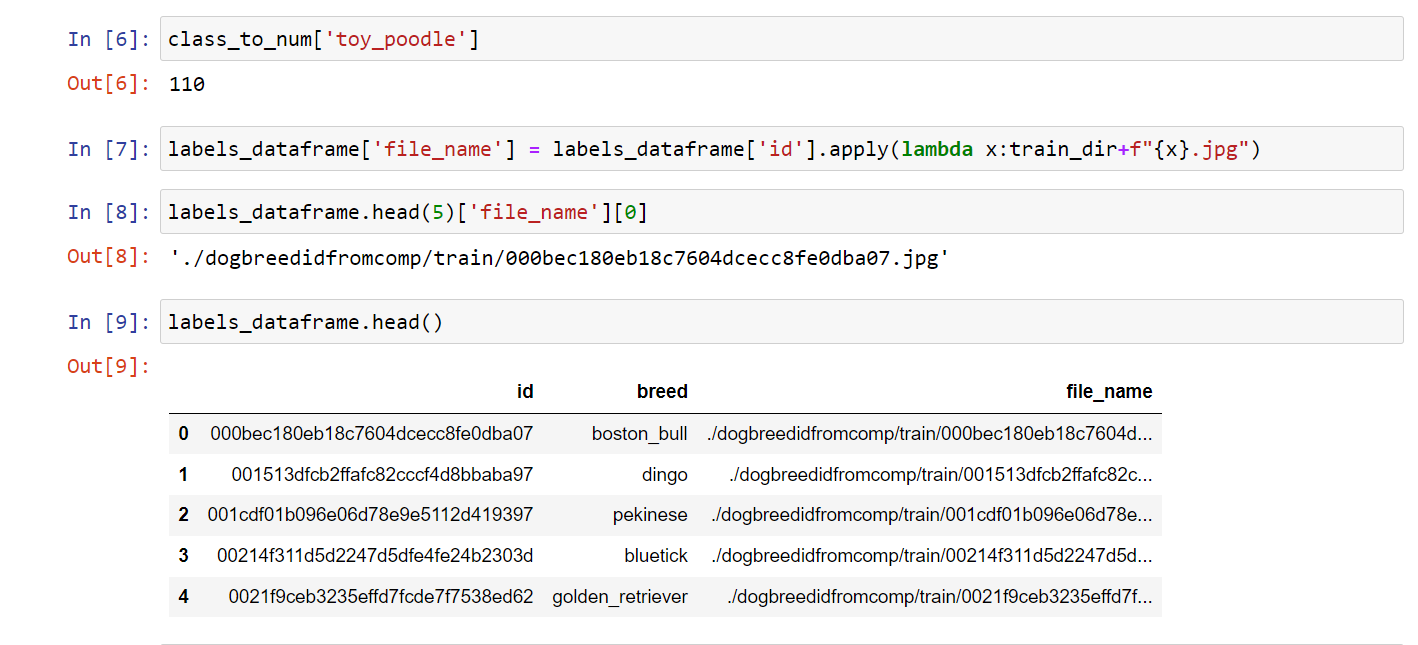 In [6]: class_to_num['toy_poodle']
Out[6]: 110
In [7]: labels_dataframe['file_name'] = labels_dataframe['id'].apply(lambda x:train_dir+f"{x}.jpg")
In [8]: labels_dataframe.head(5)['file_name'][0]
Out[8]: './dogbreedidfromcomp/train/000bec180eb18c7604dcecc8fe0dba07.jpg'
In [9]: labels_dataframe.head()
Out[9]:
id breed file_name
0 000bec180eb18c7604dcecc8fe0dba07 boston_bull ./dogbreedidfromcomp/train/000bec180eb18c7604d...
1 001513dfcb2ffafc82cccf4d8bbaba97 dingo ./dogbreedidfromcomp/train/001513dfcb2ffafc82c...
2 001cdf01b096e06d78e9e5112d419397 pekinese ./dogbreedidfromcomp/train/001cdf01b096e06d78e...
3 00214f311d5d2247d5dfe4fe24b2303d bluetick ./dogbreedidfromcomp/train/00214f311d5d2247d5d...
4 0021f9ceb3235effd7fcde7f7538ed62 golden_retriever ./dogbreedidfromcomp/train/0021f9ceb3235effd7f...